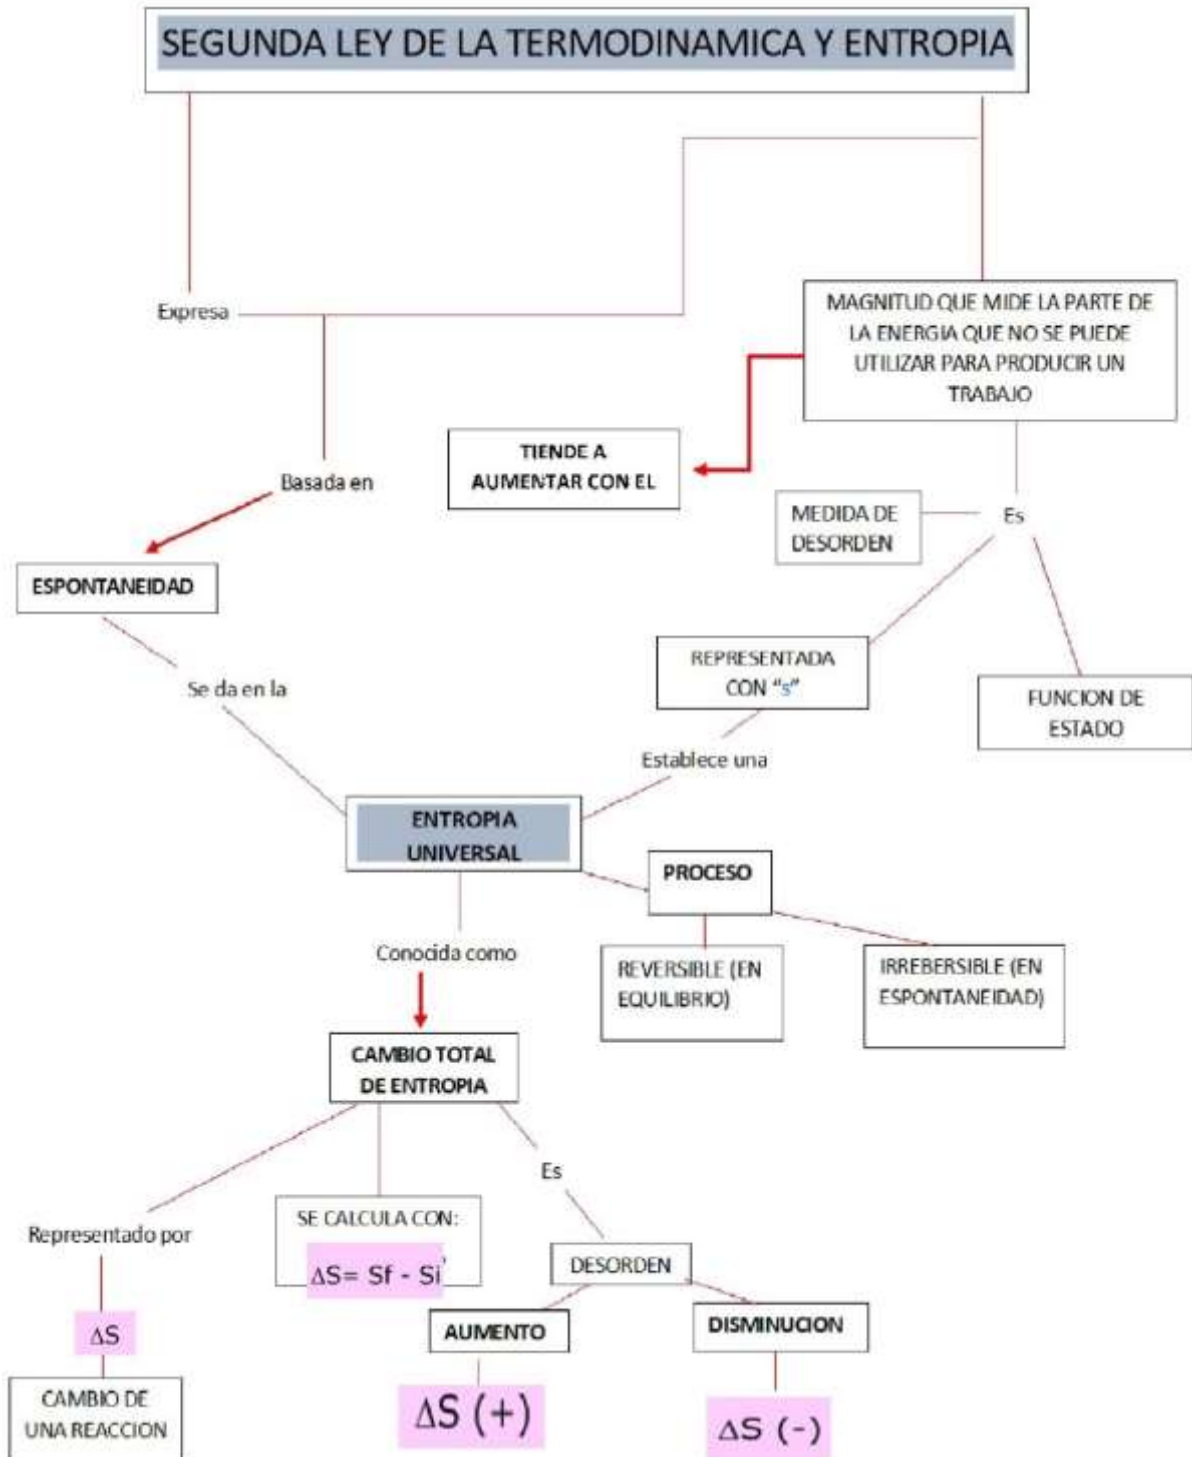 SEGUNDA LEY DE LA TERMODINAMICA Y ENTROPIA
Expresa
MAGNITUD QUE MIDE LA PARTE DE
LA ENERGIA QUE NO SE PUEDE
UTILIZAR PARA PRODUCIR UN
TRABAJO
TIENDE A
AUMENTAR CON EL
Basada en
MEDIDA DE
DESORDEN
Es
ESPONTANEIDAD
REPRESENTADA
CON "s"
Se da en la
FUNCION DE
ESTADO
Establece una
ENTROPIA
UNIVERSAL
PROCESO
Conocida como
REVERSIBLE (EN
EQUILIBRIO)
IRREBERSIBLE (EN
ESPONTANEIDAD)
CAMBIO TOTAL
DE ENTROPIA
Es
Representado por
SE CALCULA CON:
ΔS= Sf - Si
DESORDEN
ΔS
AUMENTO
DISMINUCION
CAMBIO DE
UNA REACCION
ΔS (+)
ΔS (-)